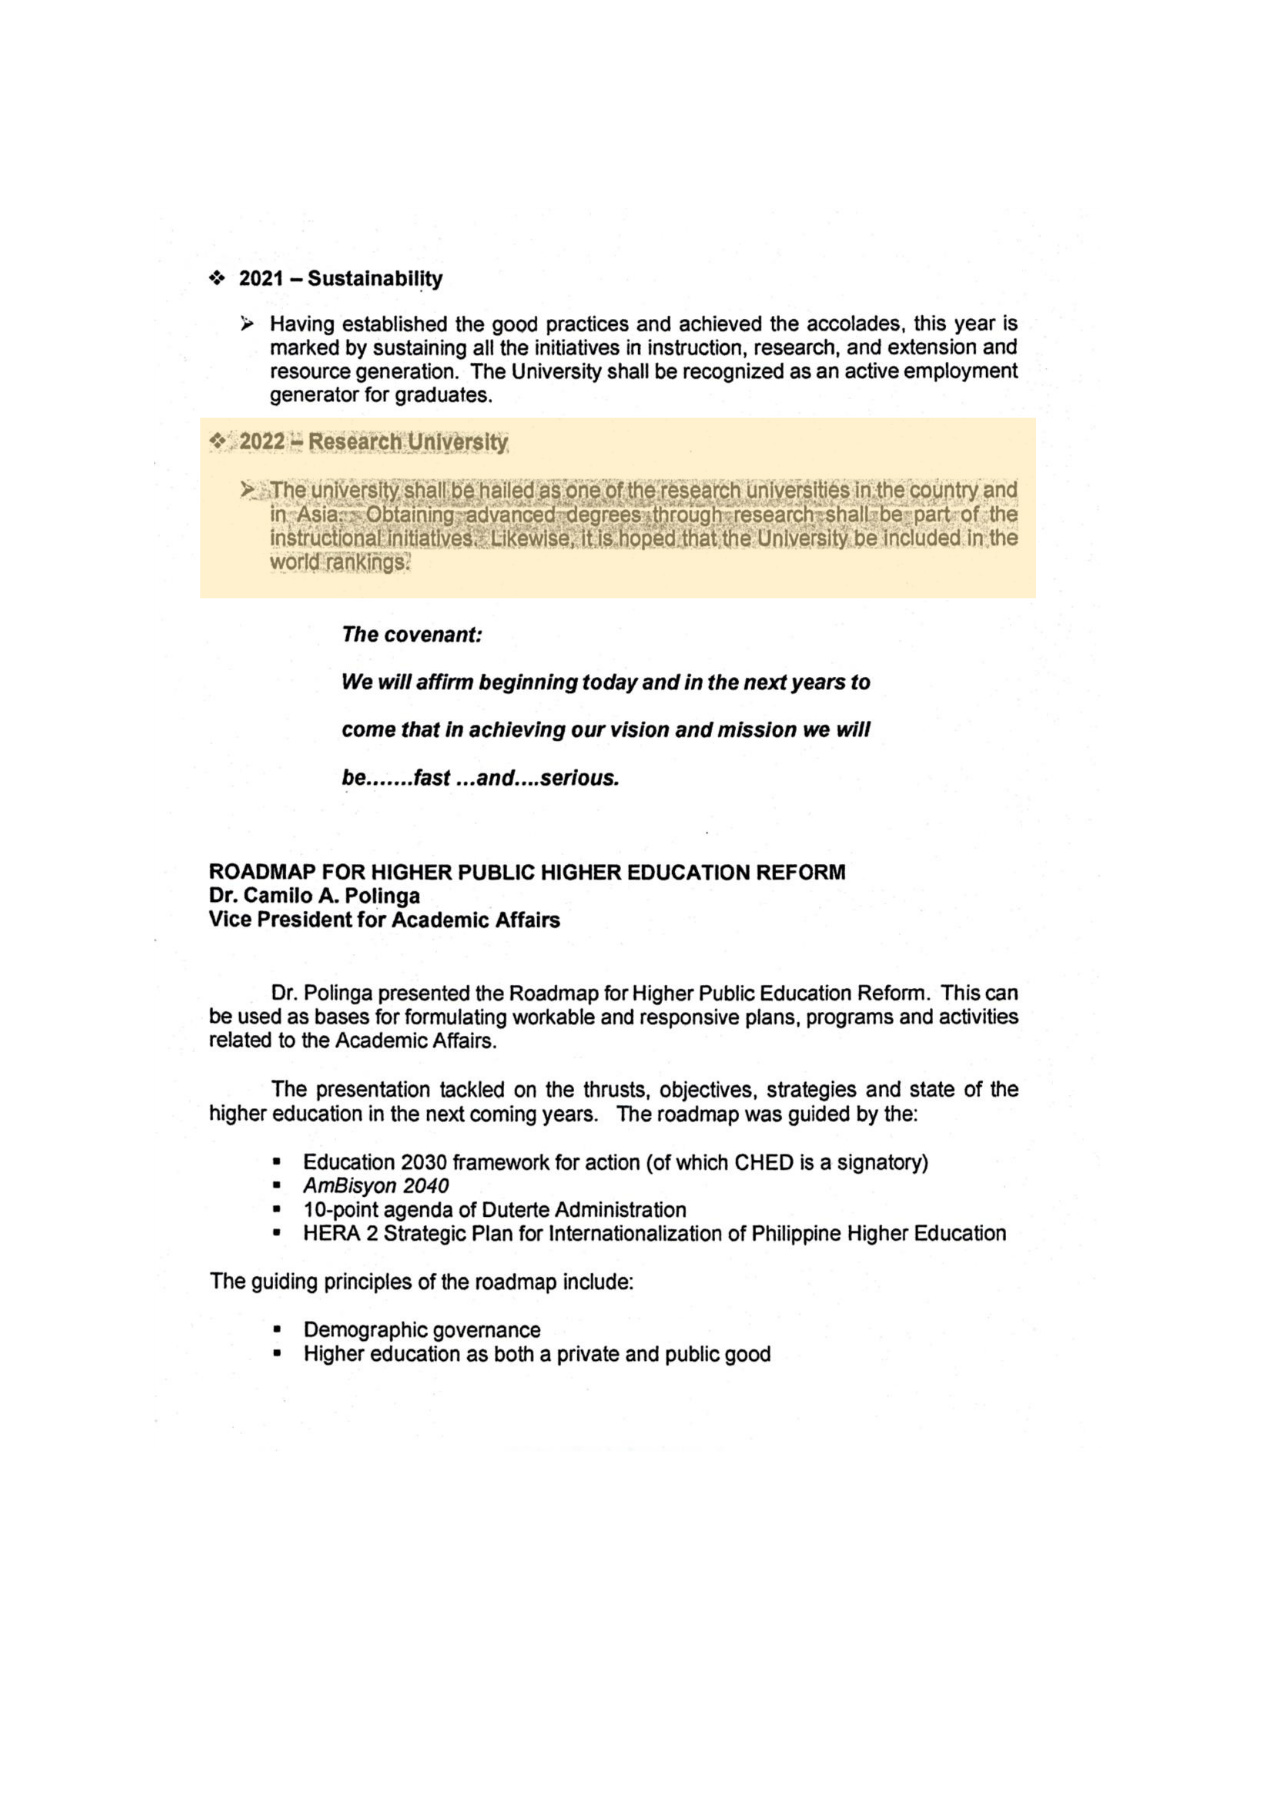 ❖ 2021 – Sustainability
➢ Having established the good practices and achieved the accolades, this year is
marked by sustaining all the initiatives in instruction, research, and extension and
resource generation. The University shall be recognized as an active employment
generator for graduates.
❖ 2022 – Research University
➢ The university shall be hailed as one of the research universities in the country and
in Asia. Obtaining advanced degrees through research shall be part of the
instructional initiatives. Likewise, it is hoped that the University be included in the
world rankings.
The covenant:
We will affirm beginning today and in the next years to
come that in achieving our vision and mission we will
be.......fast ...and....serious.
ROADMAP FOR HIGHER PUBLIC HIGHER EDUCATION REFORM
Dr. Camilo A. Polinga
Vice President for Academic Affairs
Dr. Polinga presented the Roadmap for Higher Public Education Reform. This can
be used as bases for formulating workable and responsive plans, programs and activities
related to the Academic Affairs.
The presentation tackled on the thrusts, objectives, strategies and state of the
higher education in the next coming years. The roadmap was guided by the:
▪ Education 2030 framework for action (of which CHED is a signatory)
▪ AmBisyon 2040
▪ 10-point agenda of Duterte Administration
▪ HERA 2 Strategic Plan for Internationalization of Philippine Higher Education
The guiding principles of the roadmap include:
▪ Demographic governance
▪ Higher education as both a private and public good